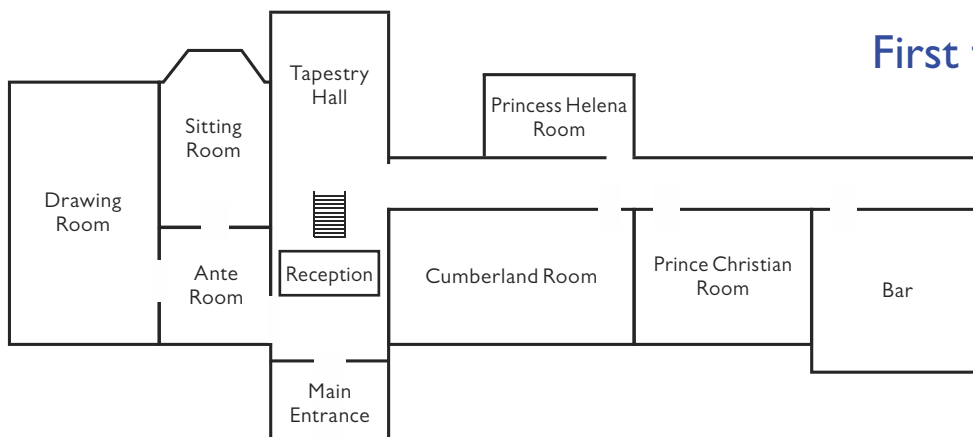 First
Tapestry
Hall
Princess Helena
Room
Sitting
Room
Drawing
Room
Ante
Room
Reception
Cumberland Room
Prince Christian
Room
Bar
Main
Entrance